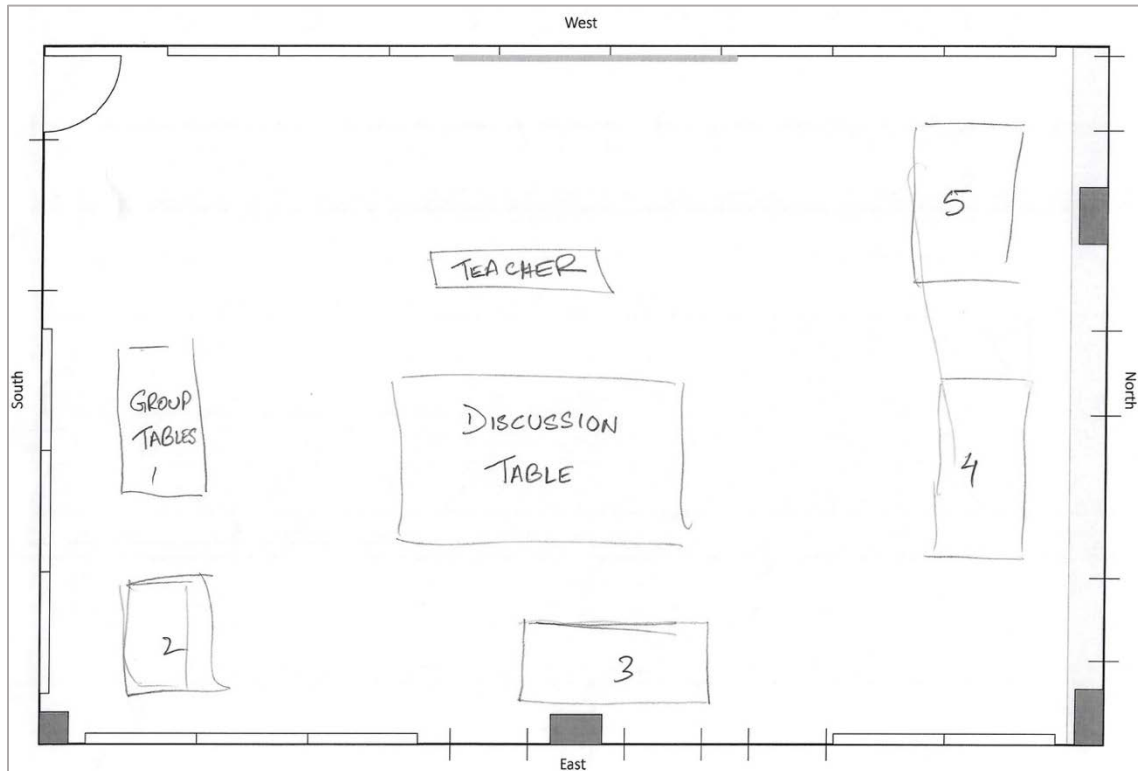 West
5
TEACHER
South
North
GROUP
TABLES
1
DISCUSSION
TABLE
4
2
3
East